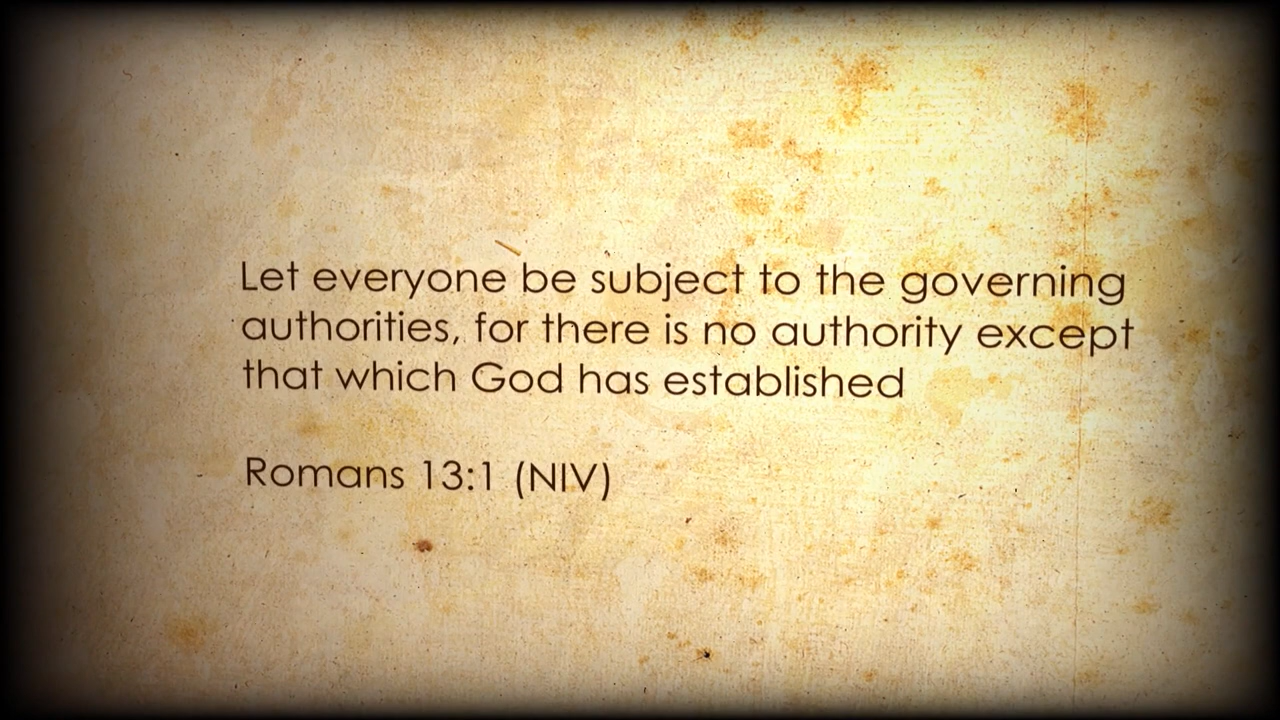 Let everyone be subject to the governing
authorities, for there is no authority except
that which God has established
Romans 13:1 (NIV)